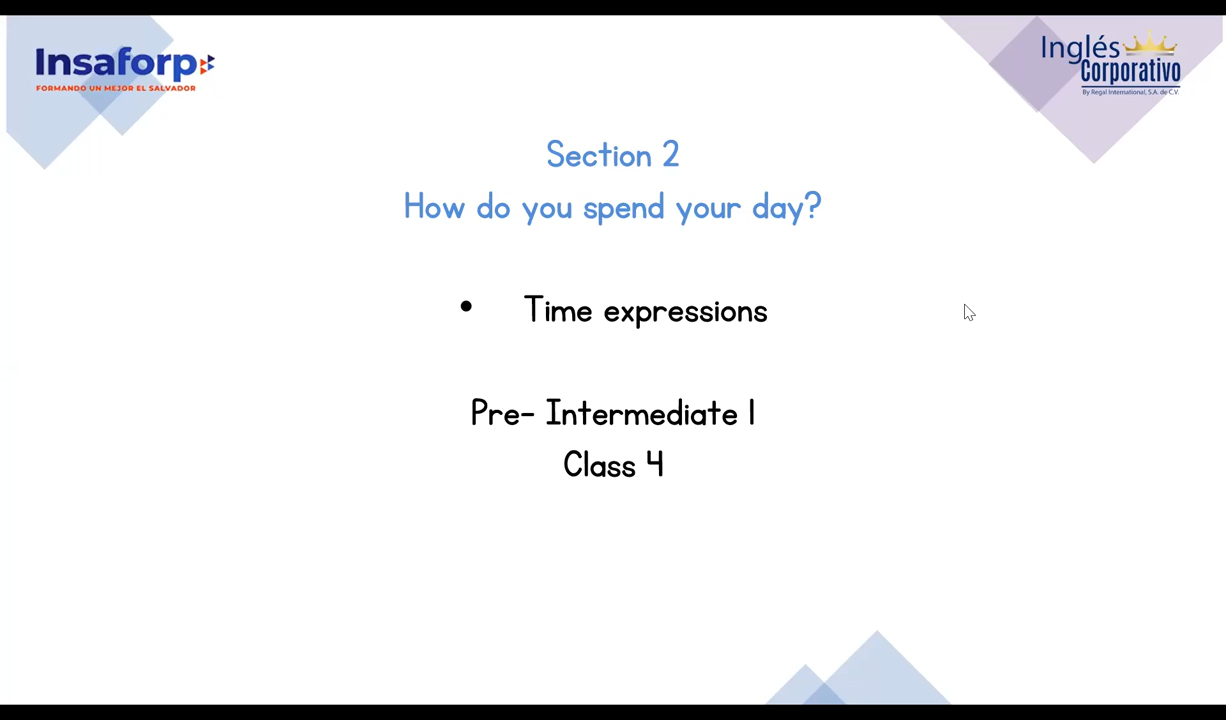 Insaforp
FORMANDO UN MEJOR EL SALVADOR
Inglés
Corporativo
By Regal International, S.A. de C.V.
Section 2
How do you spend your day?
• Time expressions
Pre- Intermediate 1
Class 4